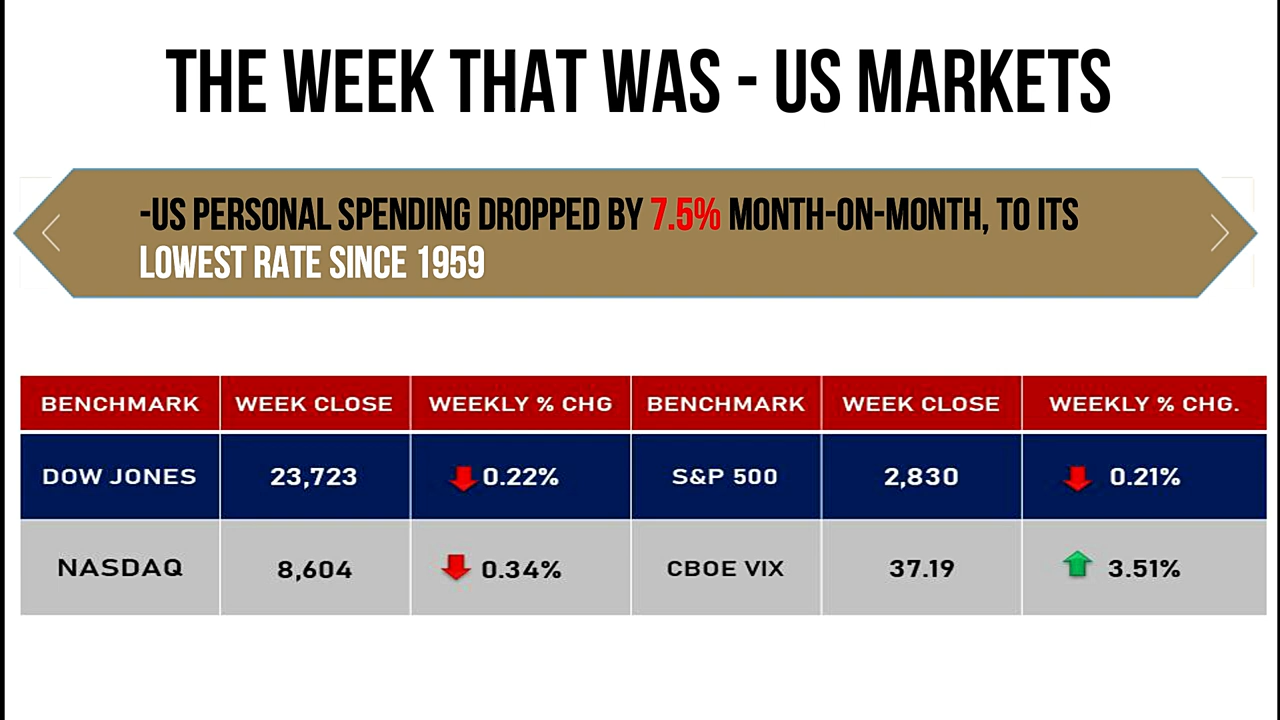 THE WEEK THAT WAS - US MARKETS
-US PERSONAL SPENDING DROPPED BY 7.5% MONTH-ON-MONTH, TO ITS
LOWEST RATE SINCE 1959
BENCHMARK WEEK CLOSE WEEKLY % CHG BENCHMARK WEEK CLOSE WEEKLY % CHG.
DOW JONES 23,723 0.22% S&P 500 2,830 0.21%
NASDAQ 8,604 0.34% CBOE VIX 37.19 3.51%